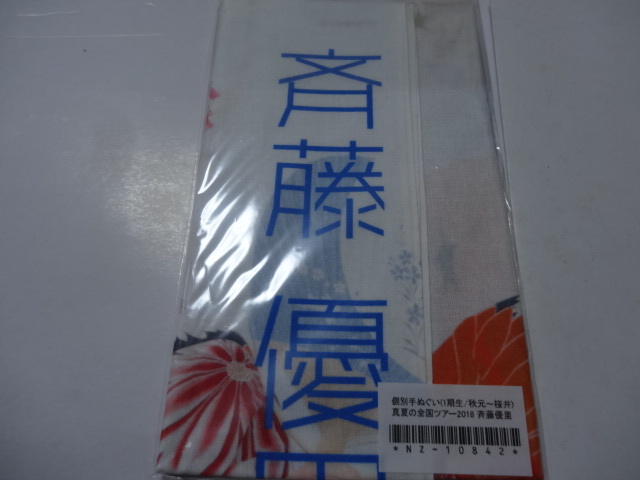 斉藤優里
個別手ぬぐい(1期生/秋元～桜井)
真夏の全国ツアー2018 斉藤優里
*NZ-10842*